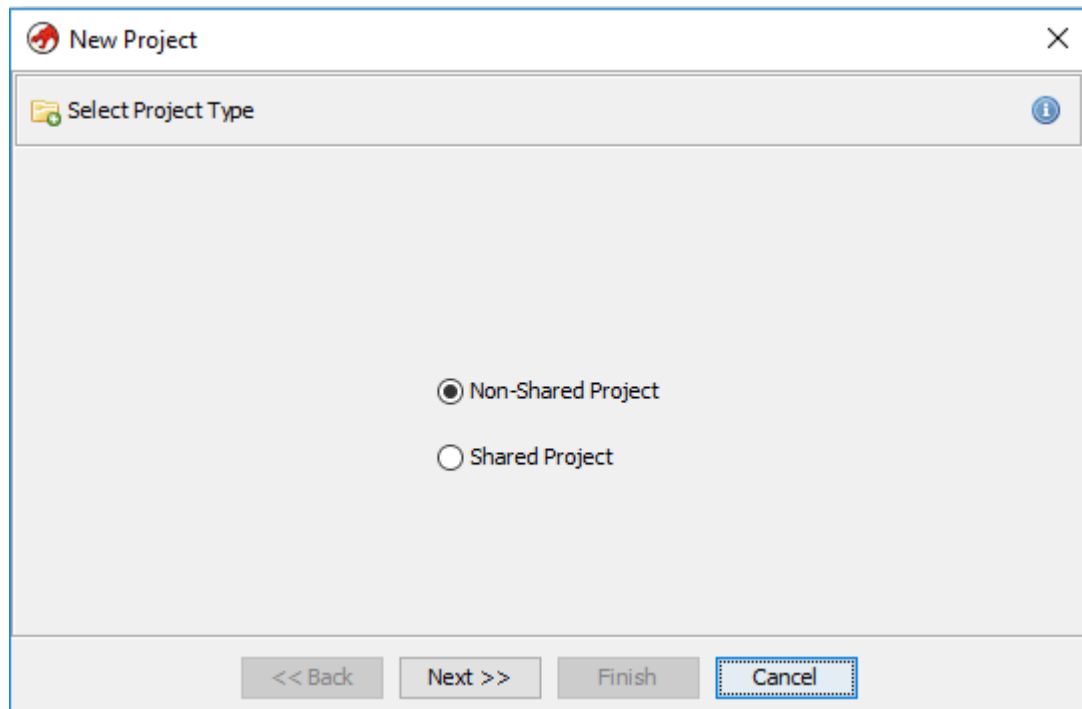 New Project
Select Project Type
Non-Shared Project
Shared Project
<< Back Next >> Finish Cancel